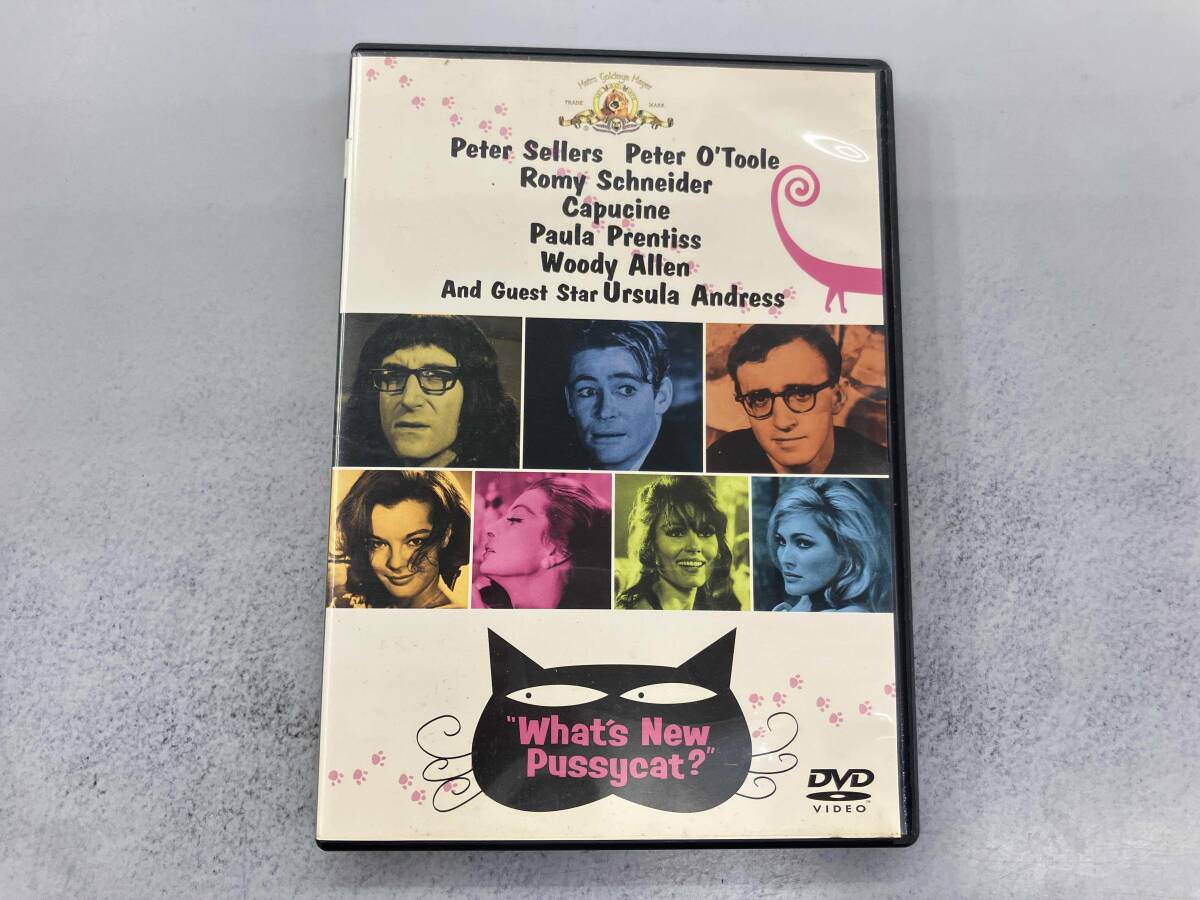 Metro Goldwyn Mayer
TRADE MARK
Peter Sellers Peter O'Toole
Romy Schneider
Capucine
Paula Prentiss
Woody Allen
And Guest Star Ursula Andress
"What's New
Pussycat?"
DVD
VIDEO